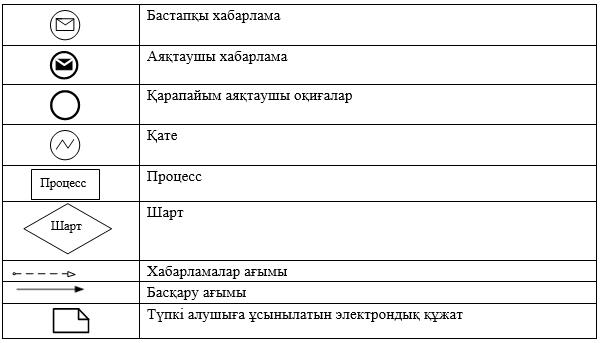 Бастапқы хабарлама
Аяқтаушы хабарлама
Қарапайым аяқтаушы оқиғалар
Қате
Процесс Процесс
Шарт Шарт
Хабарламалар ағымы
Басқару ағымы
Түпкі алушыға ұсынылатын электрондық құжат